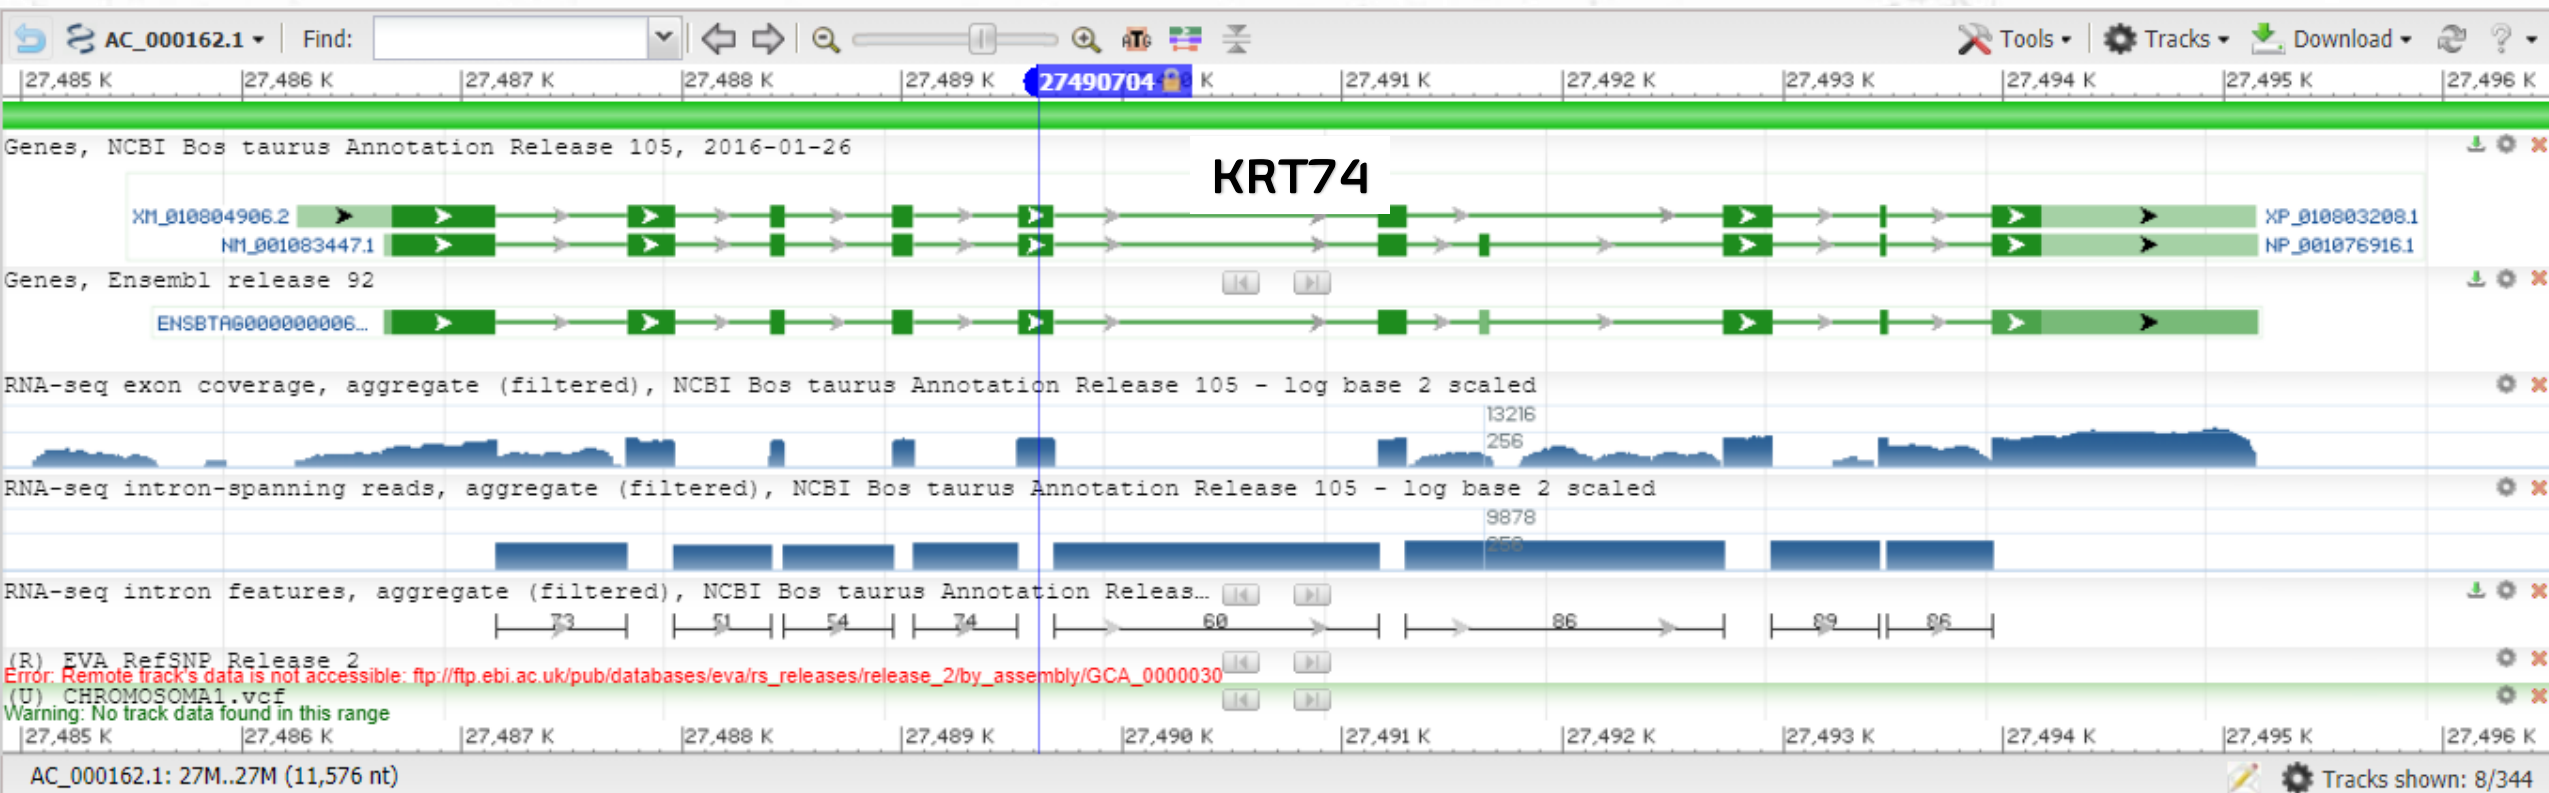 AC_000162.1 Find: ATG Tools Tracks Download ?
27,485 K 27,486 K 27,487 K 27,488 K 27,489 K 27490704 K 27,491 K 27,492 K 27,493 K 27,494 K 27,495 K 27,496 K
Genes, NCBI Bos taurus Annotation Release 105, 2016-01-26
KRT74
XM_010804906.2 XP_010803208.1
NM_001083447.1 NP_001076916.1
Genes, Ensembl release 92
ENSBTAG000000006...
RNA-seq exon coverage, aggregate (filtered), NCBI Bos taurus Annotation Release 105 - log base 2 scaled
13216
256
RNA-seq intron-spanning reads, aggregate (filtered), NCBI Bos taurus Annotation Release 105 - log base 2 scaled
9878
256
RNA-seq intron features, aggregate (filtered), NCBI Bos taurus Annotation Releas...
73 51 54 74 60 86 89 86
(R) EVA RefSNP Release 2
Error: Remote track's data is not accessible: ftp://ftp.ebi.ac.uk/pub/databases/eva/rs_releases/release_2/by_assembly/GCA_0000030
(U) CHROMOSOMA1.vcf
Warning: No track data found in this range
27,485 K 27,486 K 27,487 K 27,488 K 27,489 K 27,490 K 27,491 K 27,492 K 27,493 K 27,494 K 27,495 K 27,496 K
AC_000162.1: 27M..27M (11,576 nt) Tracks shown: 8/344